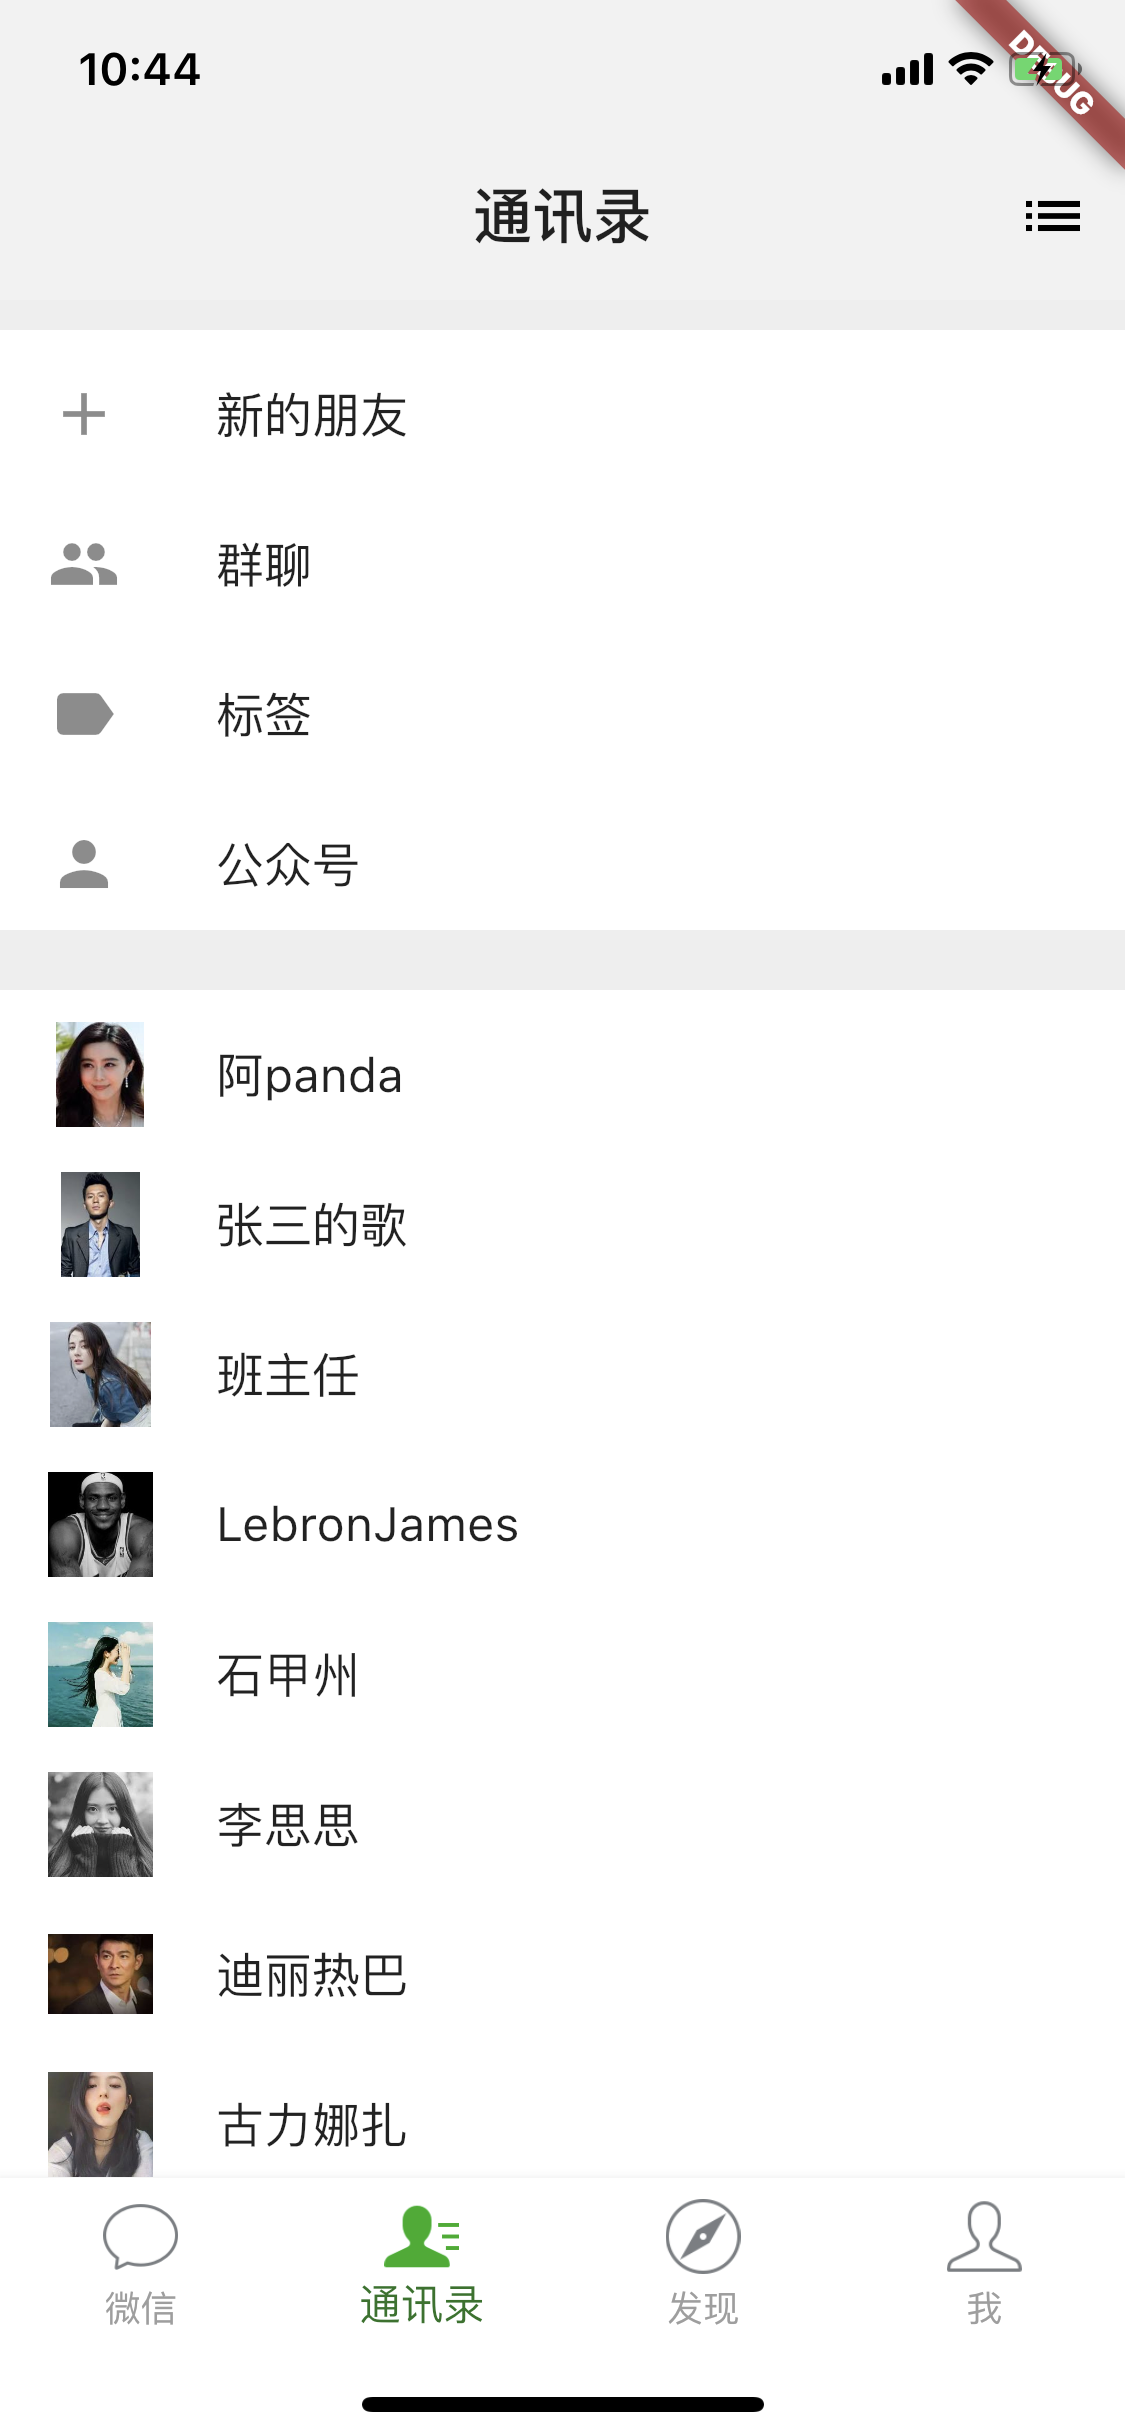 10:44
DEBUG
通讯录
新的朋友
群聊
标签
公众号
阿panda
张三的歌
班主任
LebronJames
石甲州
李思思
迪丽热巴
古力娜扎
微信 通讯录 发现 我